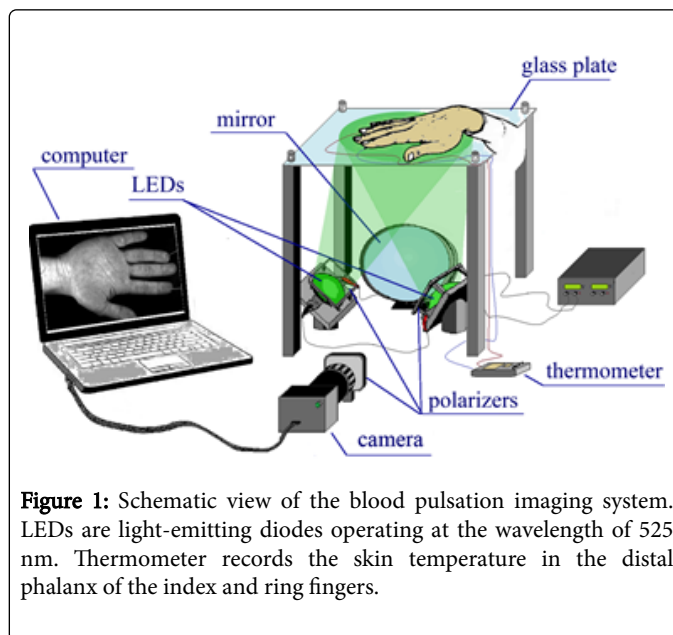 glass plate
mirror
computer
LEDs
thermometer
polarizers
camera
Figure 1: Schematic view of the blood pulsation imaging system.
LEDs are light-emitting diodes operating at the wavelength of 525
nm. Thermometer records the skin temperature in the distal
phalanx of the index and ring fingers.